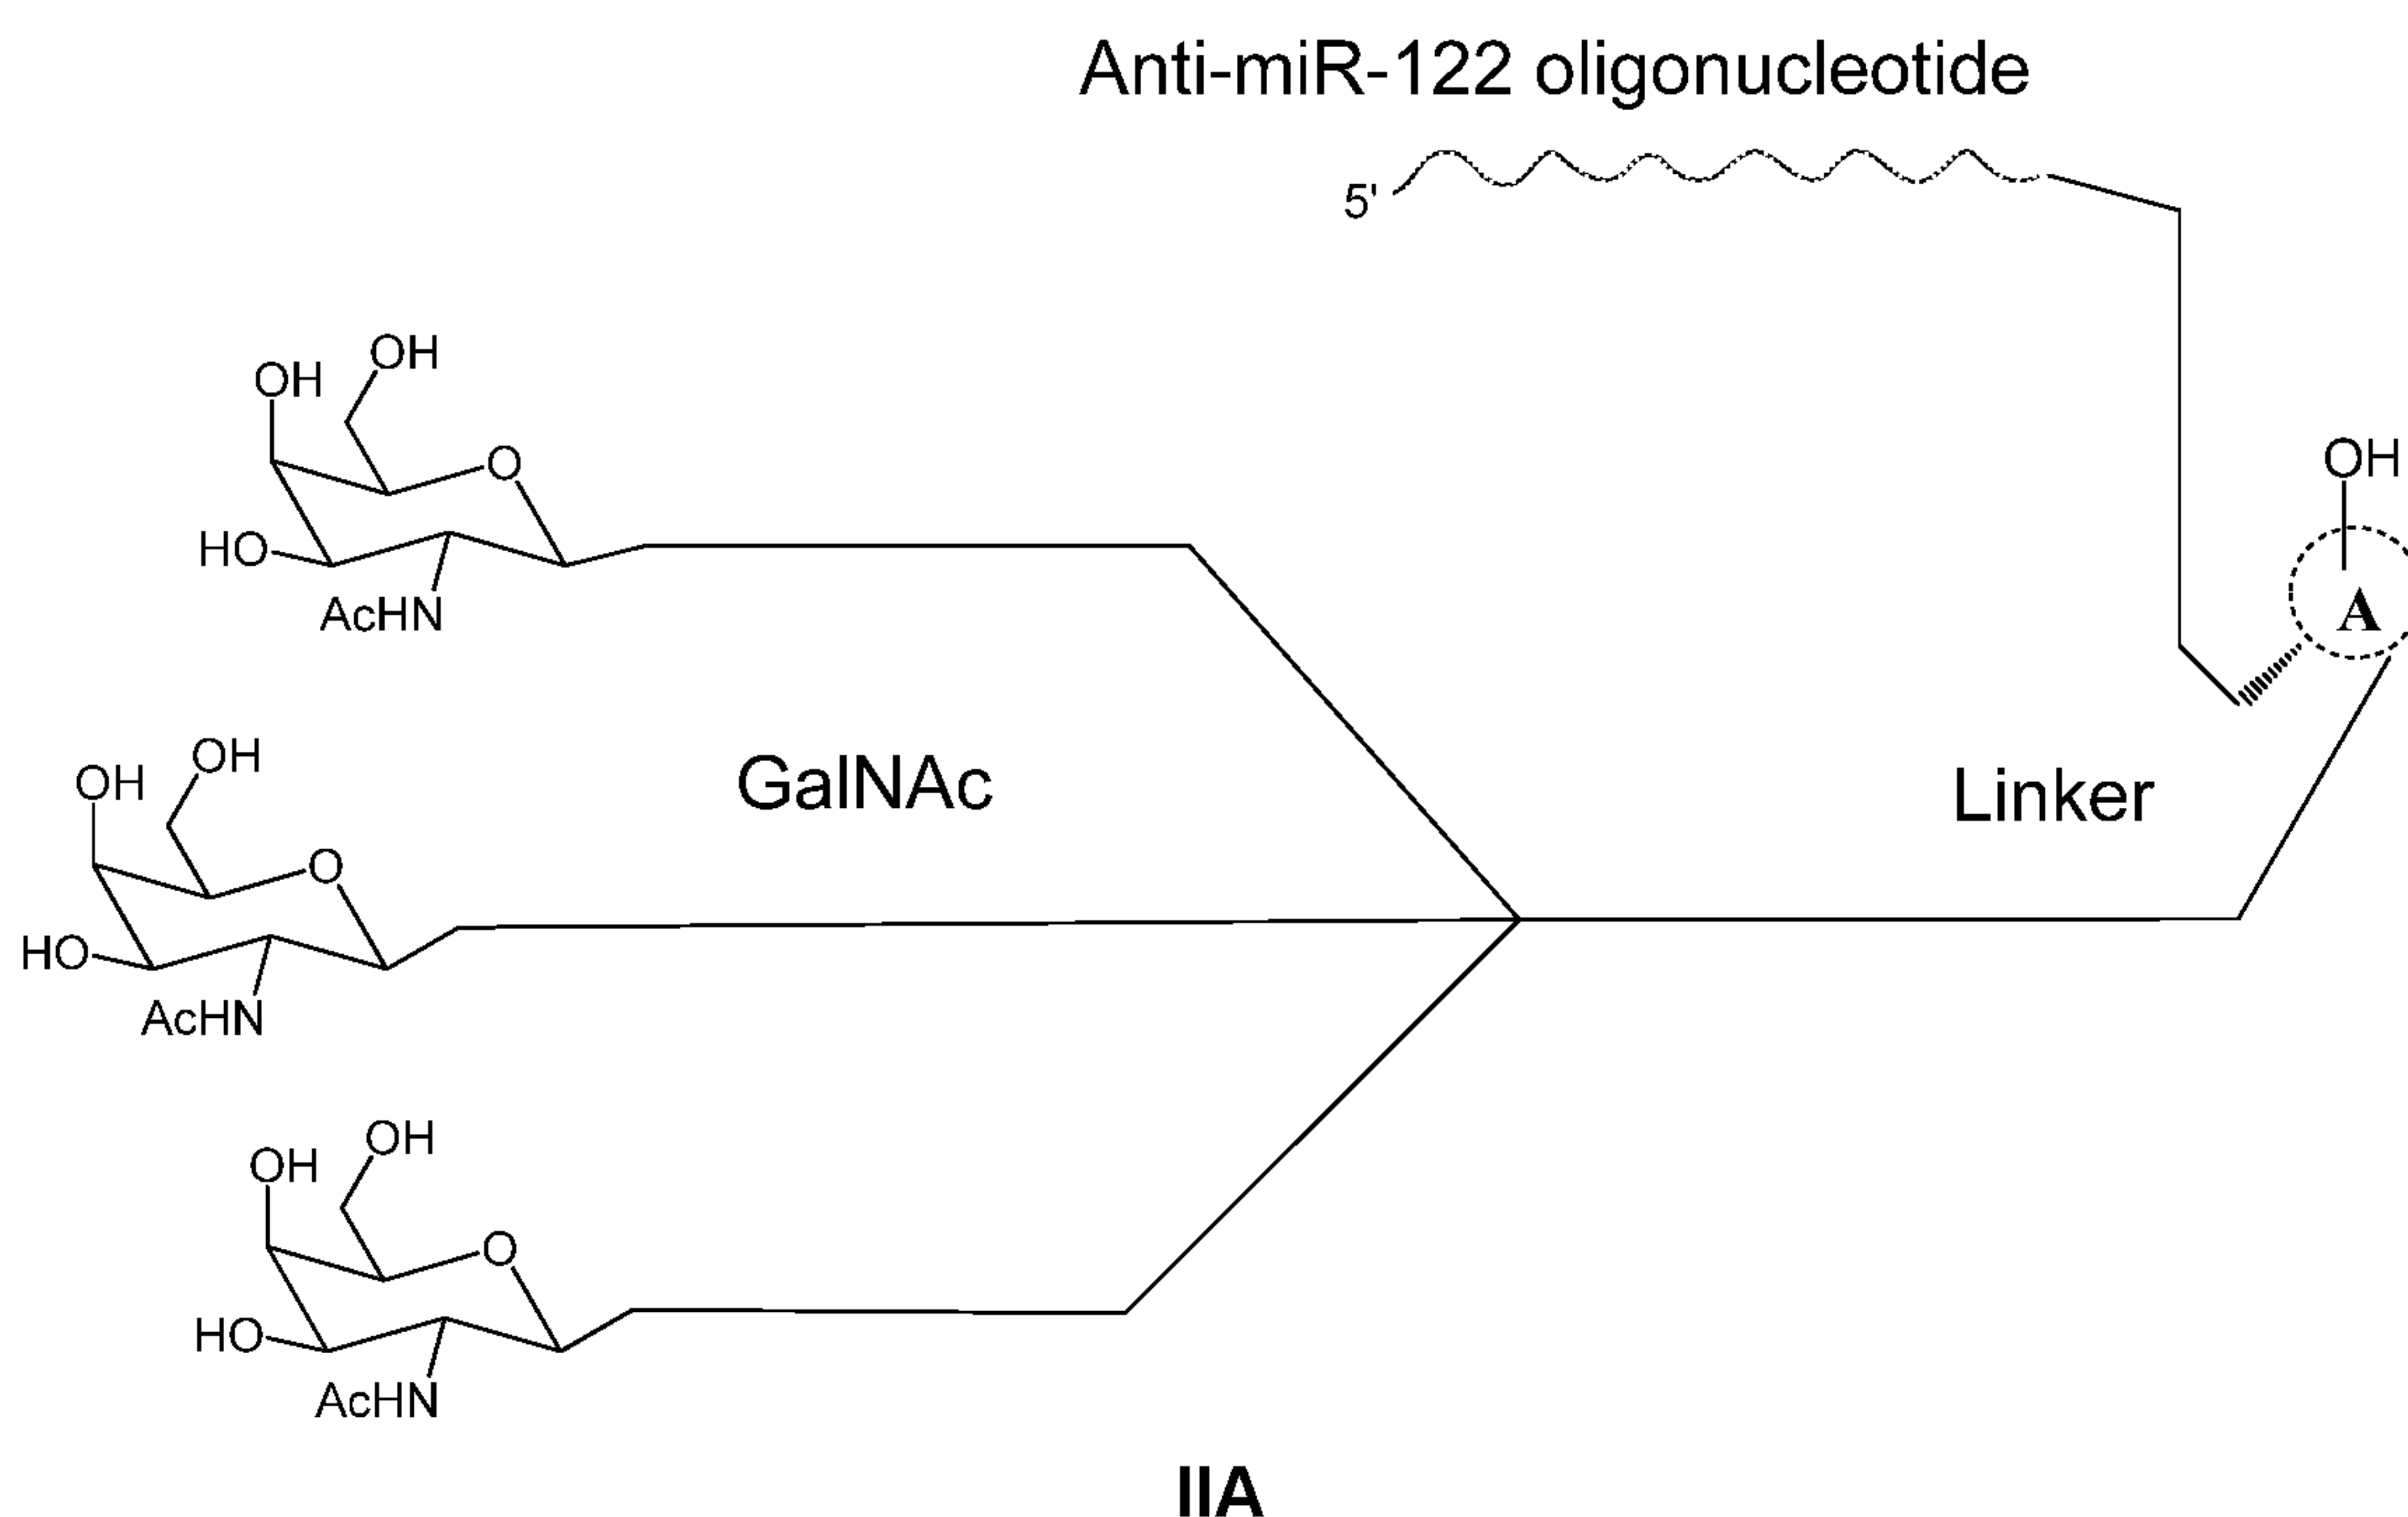 Anti-miR-122 oligonucleotide
5'
OH
OH
O
HO
AcHN
OH
A
GalNAc
Linker
OH
OH
O
HO
AcHN
OH
OH
O
HO
AcHN
IIA